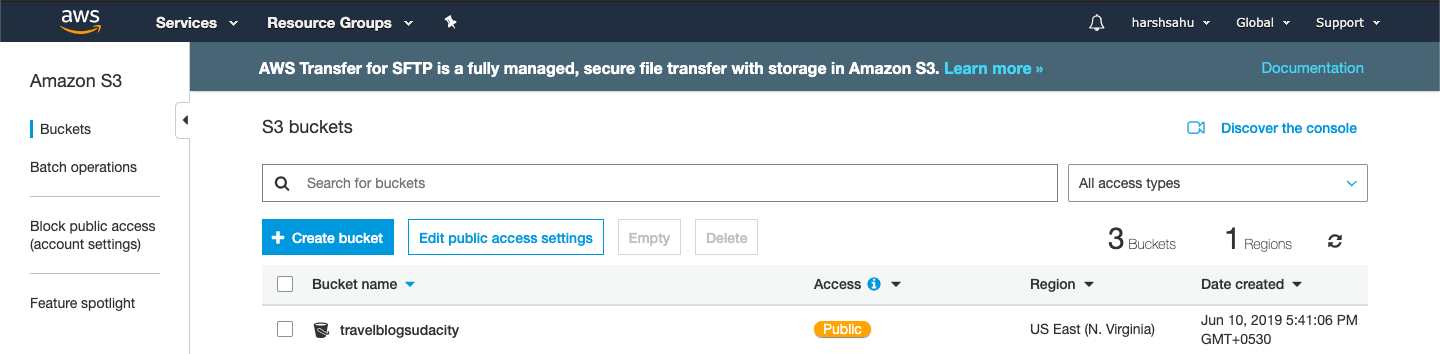 aws Services Resource Groups harshsahu Global Support
AWS Transfer for SFTP is a fully managed, secure file transfer with storage in Amazon S3. Learn more » Documentation
Amazon S3
Buckets
Batch operations
Block public access
(account settings)
Feature spotlight
S3 buckets Discover the console
Search for buckets All access types
+ Create bucket Edit public access settings Empty Delete 3 Buckets 1 Regions
Bucket name Access i Region Date created
travelblogsudacity Public US East (N. Virginia) Jun 10, 2019 5:41:06 PM
GMT+0530